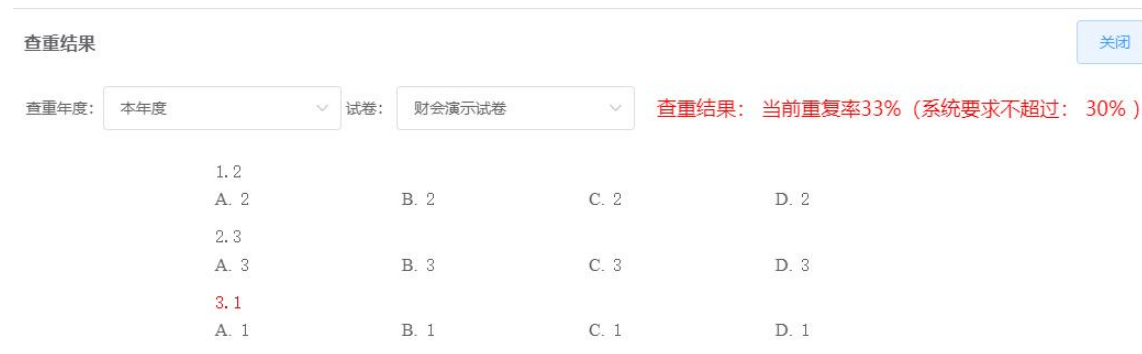 查重结果 关闭
查重年度： 本年度 试卷： 财会演示试卷 查重结果： 当前重复率33%（系统要求不超过： 30% ）
1. 2
A. 2 B. 2 C. 2 D. 2
2. 3
A. 3 B. 3 C. 3 D. 3
3. 1
A. 1 B. 1 C. 1 D. 1